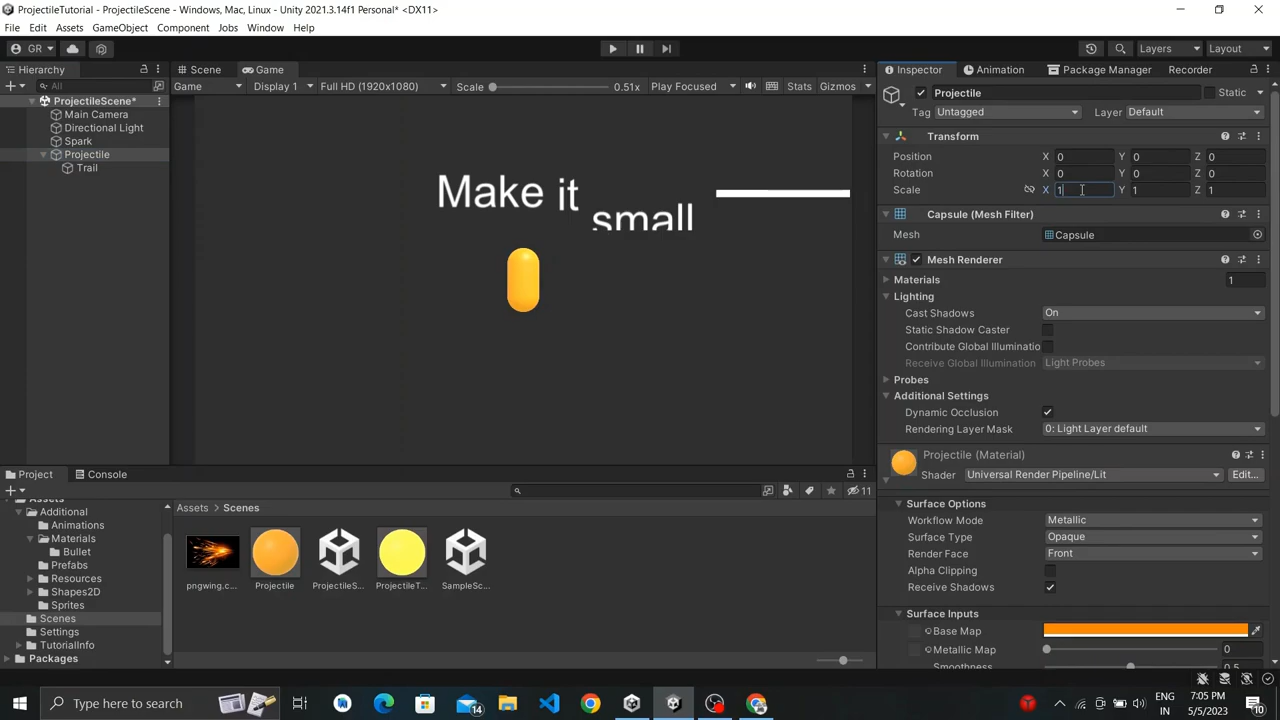 ProjectileTutorial - ProjectileScene - Windows, Mac, Linux - Unity 2021.3.14f1 Personal* <DX11>
File Edit Assets GameObject Component Jobs Window Help
GR Layers Layout
Hierarchy Scene Game Inspector Animation Package Manager Recorder
All Game Display 1 Full HD (1920x1080) Scale 0.51x Play Focused Stats Gizmos
ProjectileScene*
Main Camera
Directional Light
Spark
Projectile
Trail
Make it
small
Projectile Static
Tag Untagged Layer Default
Transform
Position X 0 Y 0 Z 0
Rotation X 0 Y 0 Z 0
Scale X 1 Y 1 Z 1
Capsule (Mesh Filter)
Mesh Capsule
Mesh Renderer
Materials 1
Lighting
Cast Shadows On
Static Shadow Caster
Contribute Global Illuminatio
Receive Global Illumination Light Probes
Probes
Additional Settings
Dynamic Occlusion
Rendering Layer Mask 0: Light Layer default
Projectile (Material)
Shader Universal Render Pipeline/Lit Edit...
Surface Options
Workflow Mode Metallic
Surface Type Opaque
Render Face Front
Alpha Clipping
Receive Shadows
Surface Inputs
Base Map
Metallic Map 0
Smoothness 0.5
Project Console
11
Assets
Additional
Animations
Materials
Bullet
Prefabs
Resources
Shapes2D
Sprites
Scenes
Settings
TutorialInfo
Packages
Assets > Scenes
pngwing.c... Projectile ProjectileS... ProjectileT... SampleSc...
Type here to search
14
ENG
IN
7:05 PM
5/5/2023
10